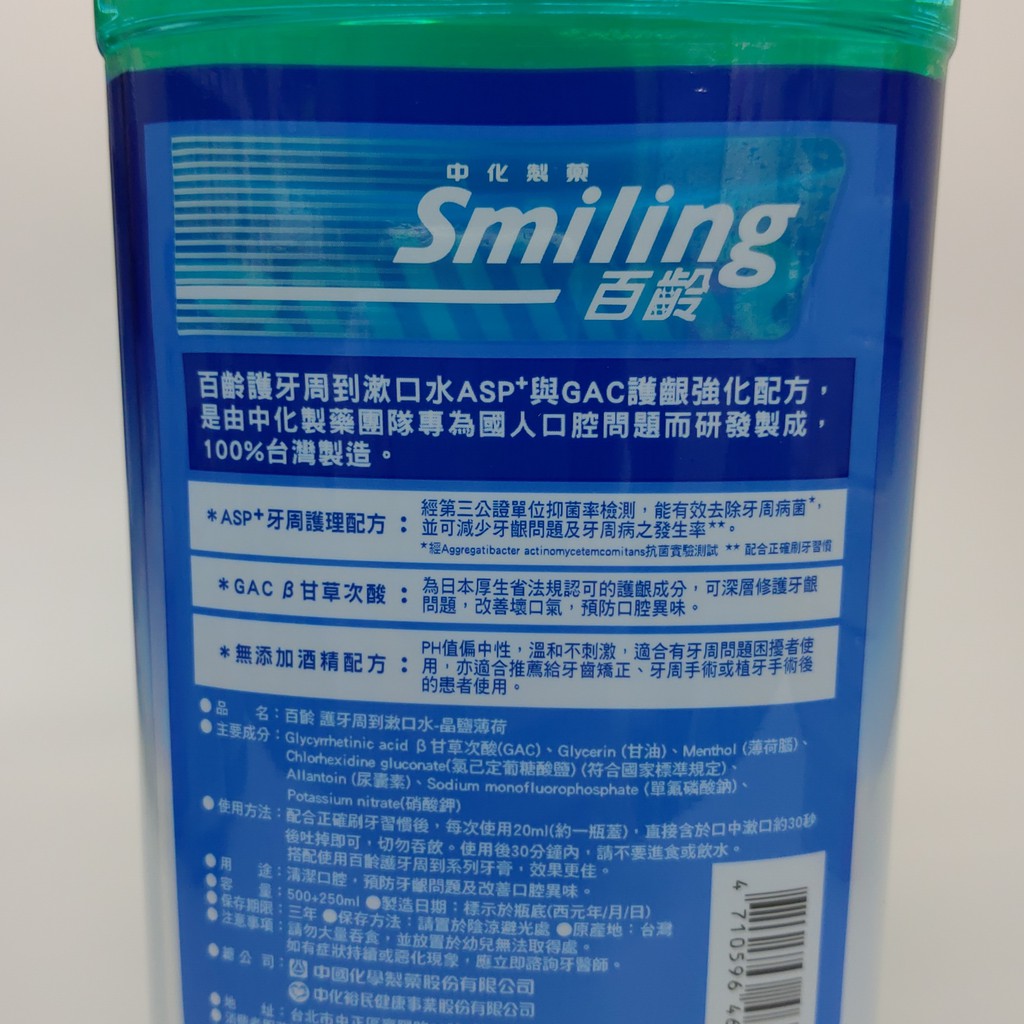 中化製藥
Smiling
百齡
百齡護牙周到漱口水ASP+與GAC護齦強化配方，
是由中化製藥團隊專為國人口腔問題而研發製成，
100%台灣製造。
*ASP+牙周護理配方：
經第三公證單位抑菌率檢測，能有效去除牙周病菌*，
並可減少牙齦問題及牙周病之發生率**。
*經Aggregatibacter actinomycetemcomitans抗菌實驗測試 ** 配合正確刷牙習慣
*GAC β甘草次酸：
為日本厚生省法規認可的護齦成分，可深層修護牙齦
問題，改善壞口氣，預防口腔異味。
*無添加酒精配方：
PH值偏中性，溫和不刺激，適合有牙周問題困擾者使
用，亦適合推薦給牙齒矯正、牙周手術或植牙手術後
的患者使用。
●品 名：百齡 護牙周到漱口水-晶鹽薄荷
●主要成分：Glycyrrhetinic acid β甘草次酸(GAC)、Glycerin (甘油)、Menthol (薄荷腦)、
Chlorhexidine gluconate(氯己定葡糖酸鹽) (符合國家標準規定)、
Allantoin (尿囊素)、Sodium monofluorophosphate (單氟磷酸鈉)、
Potassium nitrate(硝酸鉀)
●使用方法：配合正確刷牙習慣後，每次使用20ml(約一瓶蓋)，直接含於口中漱口約30秒
後吐掉即可，切勿吞飲。使用後30分鐘內，請不要進食或飲水。
搭配使用百齡護牙周到系列牙膏，效果更佳。
●用 途：清潔口腔，預防牙齦問題及改善口腔異味。
●容 量：500+250ml ●製造日期：標示於瓶底(西元年/月/日)
●保存期限：三年 ●保存方法：請置於陰涼避光處 ●原產地：台灣
●注意事項：請勿大量吞食，並放置於幼兒無法取得處。
如有症狀持續或惡化現象，應立即諮詢牙醫師。
●藥公司：中國化學製藥股份有限公司
中化裕民健康事業股份有限公司
●地 址：台北市中正區
4 710596 46